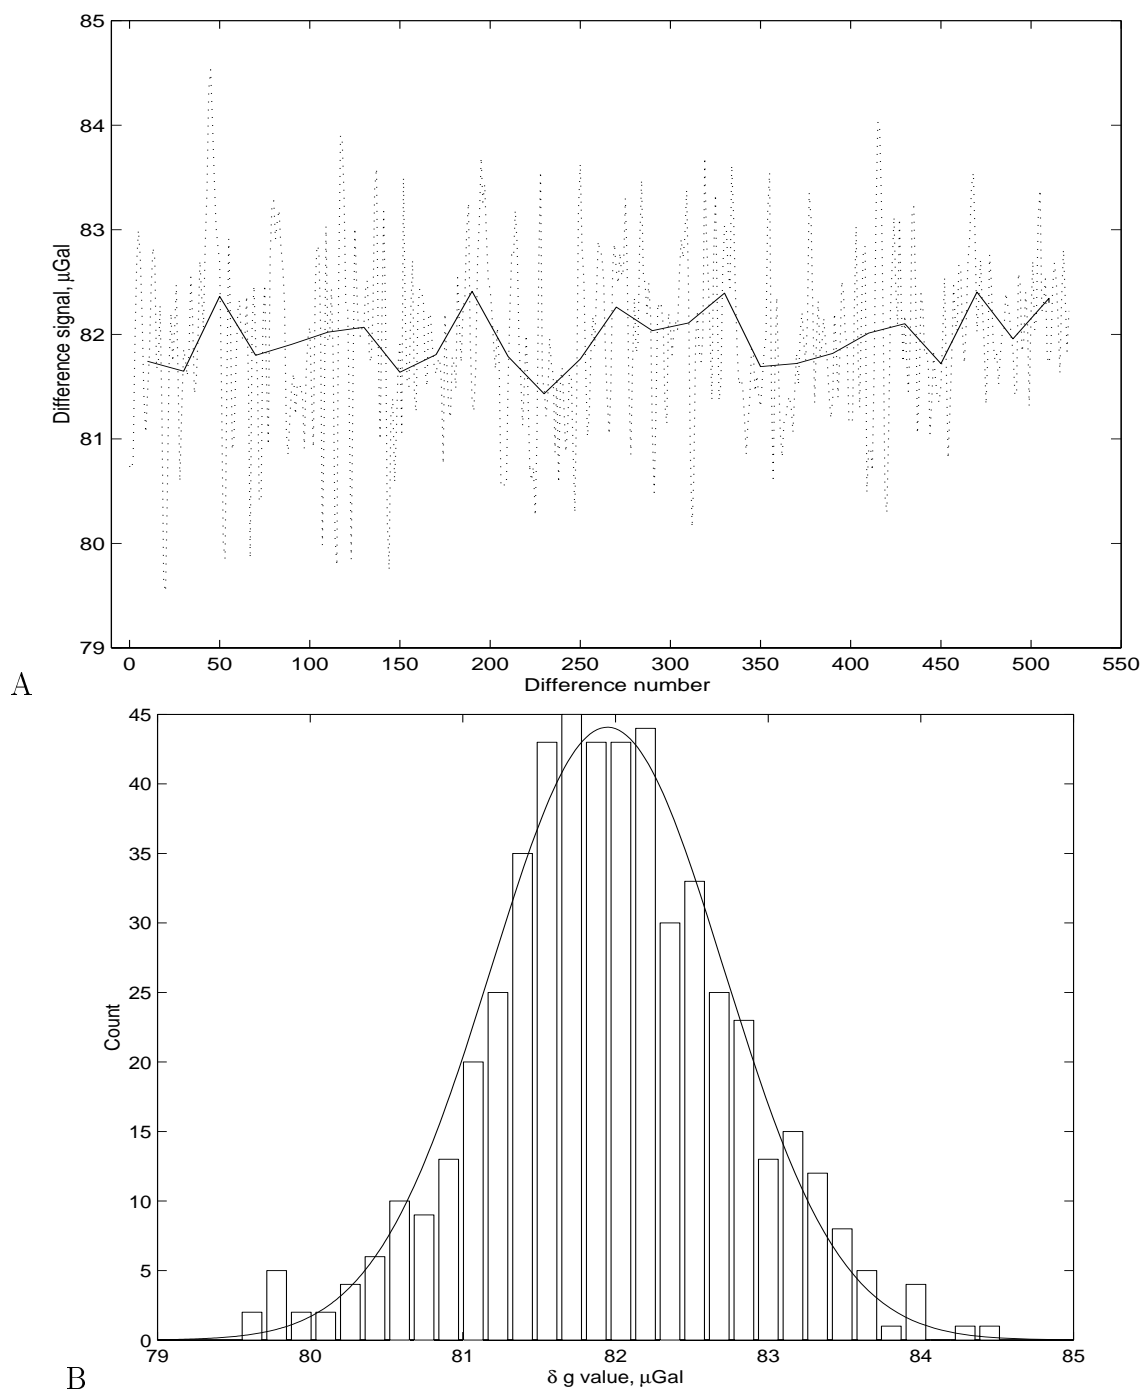 85
84
83
82
81
80
79
Difference signal, μGal
0 50 100 150 200 250 300 350 400 450 500 550
Difference number
A
45
40
35
30
25
20
15
10
5
0
Count
79 80 81 82 83 84 85
δ g value, μGal
B